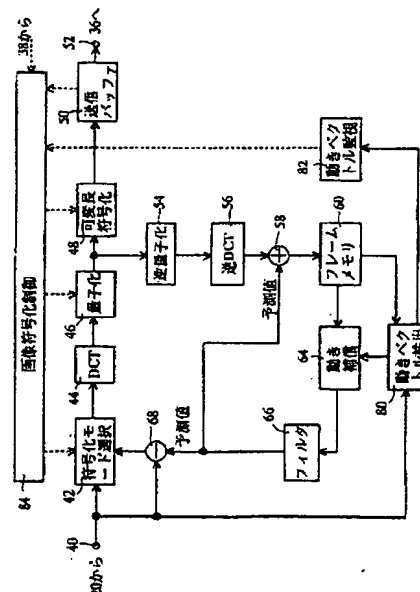 38から
画像符号化制御
84
52
36へ
50
送信
バッファ
48
可変長
符号化
46
量子化
44
DCT
42
符号化モ
ード選択
40
20から
68
予測値
54
逆量子化
56
逆DCT
58
予測値
60
フレーム
メモリ
64
動き
補償
66
フィルタ
82
動きベク
トル監視
80
動きベク
トル検出